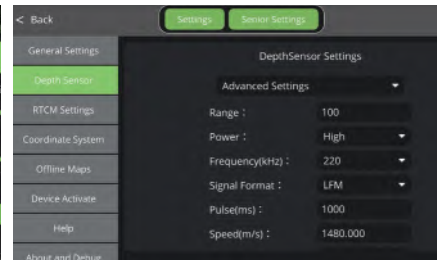 < Back
Settings
Senior Settings
General Settings
Depth Sensor
RTCM Settings
Coordinate System
Offline Maps
Device Activate
Help
About and Debug
DepthSensor Settings
Advanced Settings
Range : 100
Power : High
Frequency(kHz) : 220
Signal Format : LFM
Pulse(ms) : 1000
Speed(m/s) : 1480.000